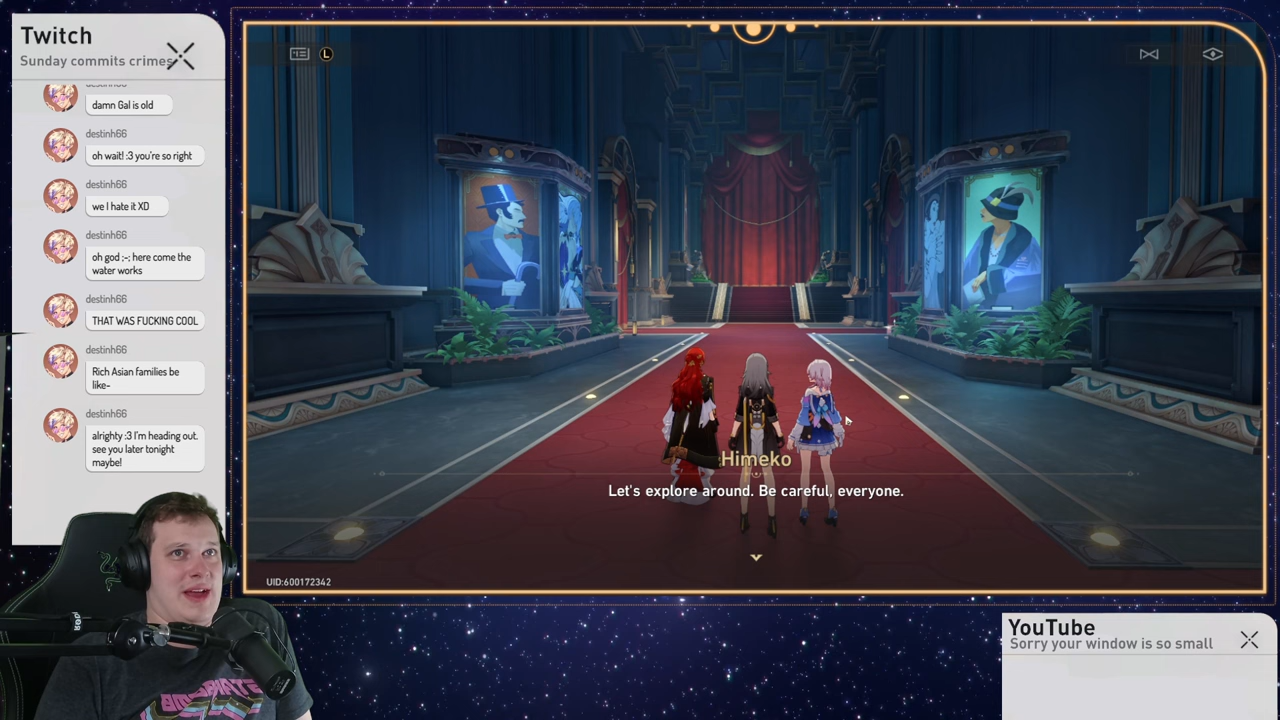 Twitch
Sunday commits crimes
destinh66
damn Gal is old
destinh66
oh wait! :3 you're so right
destinh66
we I hate it XD
destinh66
oh god ;-; here come the
water works
destinh66
THAT WAS FUCKING COOL
destinh66
Rich Asian families be
like-
destinh66
alrighty :3 I'm heading out.
see you later tonight
maybe!
L
Himeko
Let's explore around. Be careful, everyone.
UID:600172342
YouTube
Sorry your window is so small